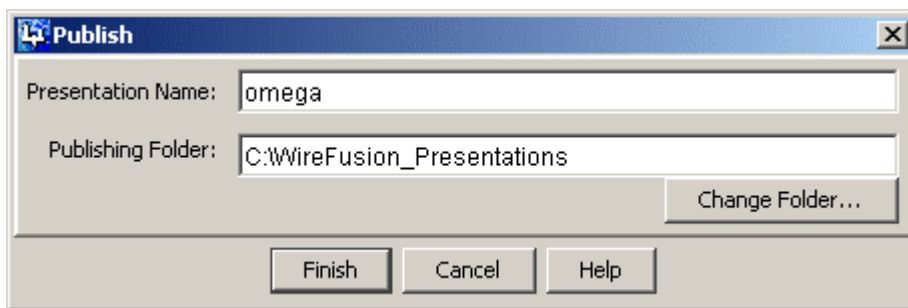 Publish
Presentation Name: omega
Publishing Folder: C:\WireFusion_Presentations
Change Folder...
Finish Cancel Help